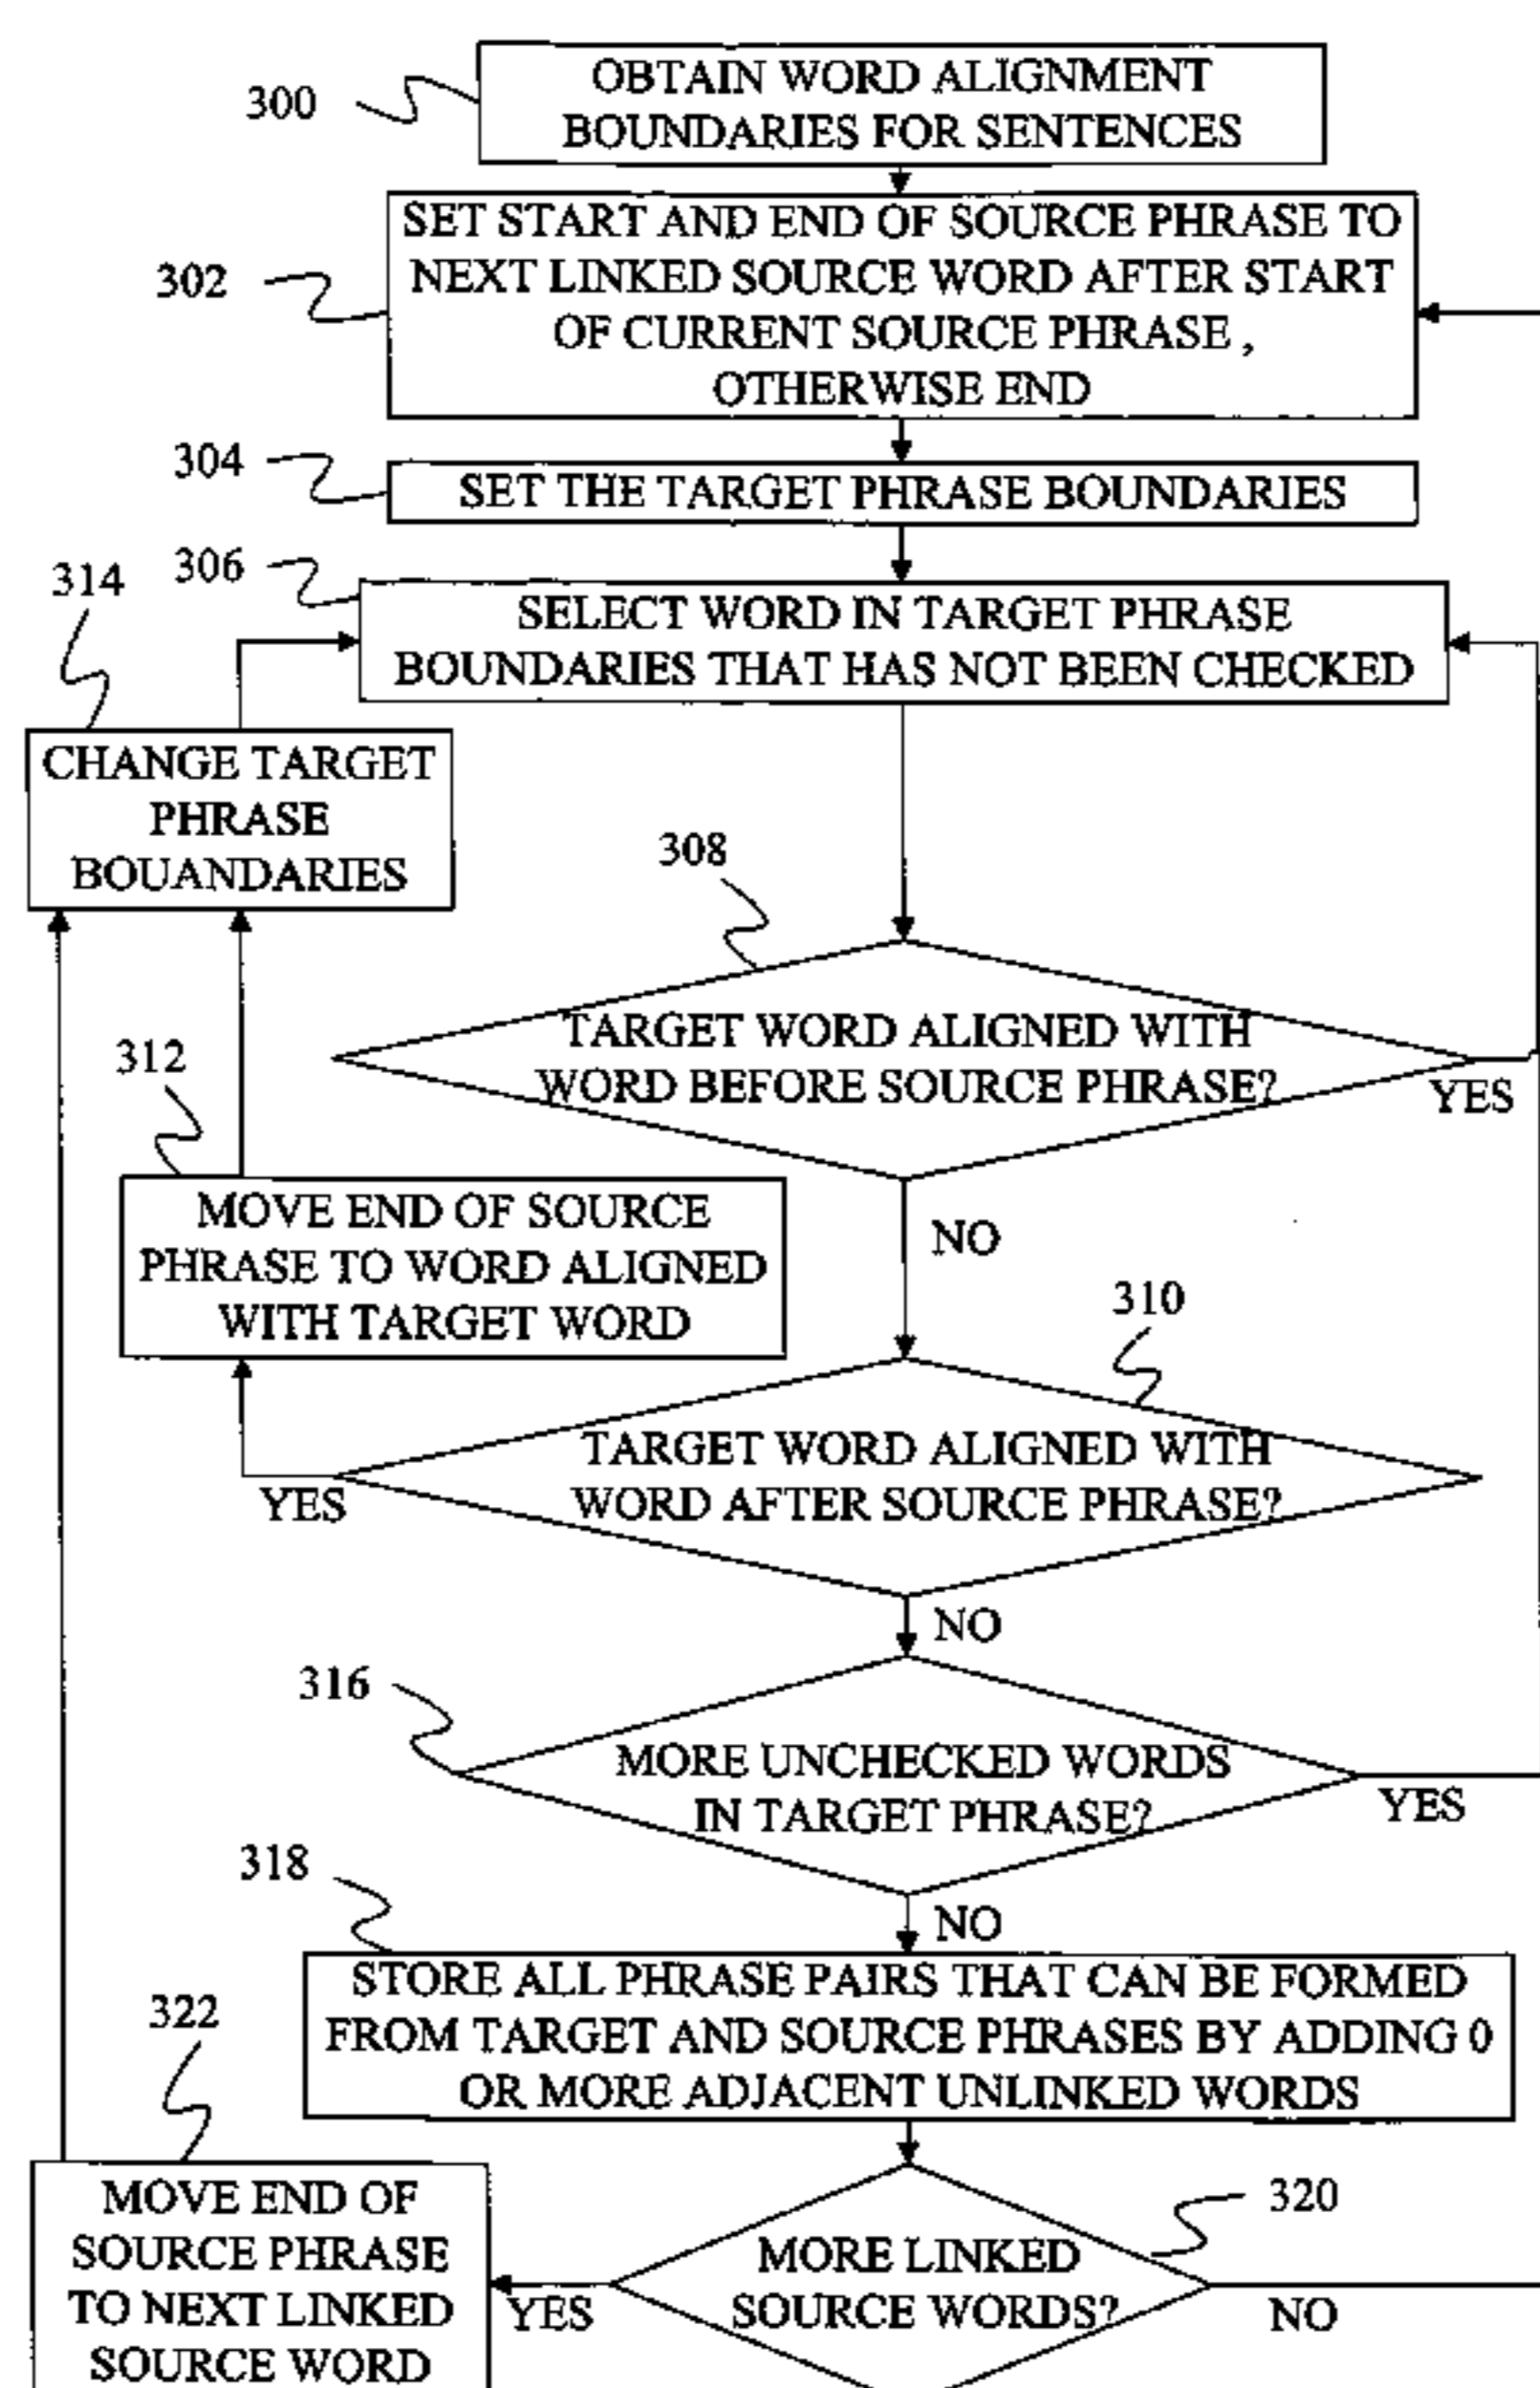 300
OBTAIN WORD ALIGNMENT
BOUNDARIES FOR SENTENCES
302
SET START AND END OF SOURCE PHRASE TO
NEXT LINKED SOURCE WORD AFTER START
OF CURRENT SOURCE PHRASE ,
OTHERWISE END
304
SET THE TARGET PHRASE BOUNDARIES
306
SELECT WORD IN TARGET PHRASE
BOUNDARIES THAT HAS NOT BEEN CHECKED
314
CHANGE TARGET
PHRASE
BOUANDARIES
308
TARGET WORD ALIGNED WITH
WORD BEFORE SOURCE PHRASE?
YES
NO
312
MOVE END OF SOURCE
PHRASE TO WORD ALIGNED
WITH TARGET WORD
310
TARGET WORD ALIGNED WITH
WORD AFTER SOURCE PHRASE?
YES
NO
316
MORE UNCHECKED WORDS
IN TARGET PHRASE?
YES
NO
318
STORE ALL PHRASE PAIRS THAT CAN BE FORMED
FROM TARGET AND SOURCE PHRASES BY ADDING 0
OR MORE ADJACENT UNLINKED WORDS
322
MOVE END OF
SOURCE PHRASE
TO NEXT LINKED
SOURCE WORD
320
MORE LINKED
SOURCE WORDS?
YES
NO